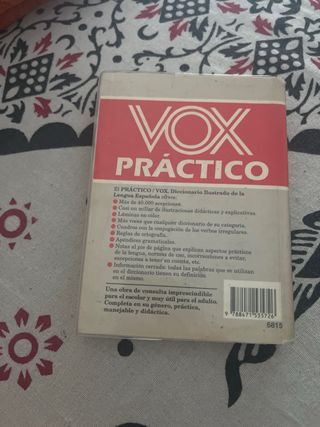 VOX
PRÁCTICO
El PRÁCTICO / VOX. Diccionario Ilustrado de la
Lengua Española ofrece:
Más de 40.000 acepciones.
Casi un millar de ilustraciones didácticas y explicativas.
Láminas en color.
Más voces que cualquier diccionario de su categoría.
Cuadros con la conjugación de los verbos irregulares.
Reglas de ortografía.
Apéndices gramaticales.
Notas al pie de página que explican aspectos prácticos
de la lengua, normas de uso, incorrecciones a evitar,
excepciones a tener en cuenta, etc.
Información cerrada: todas las palabras que se utilizan
en el diccionario tienen su definición
en el mismo.
Una obra de consulta imprescindible
para el escolar y muy útil para el adulto.
Completa en su género, práctica,
manejable y didáctica.
9 788471 535726
6815